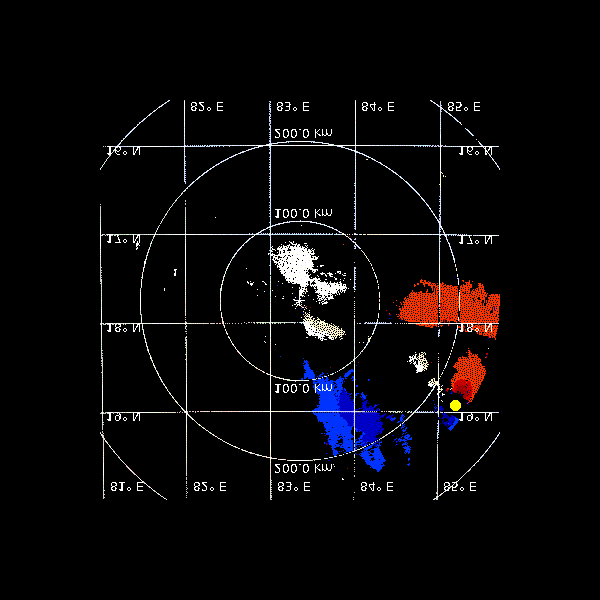 82° E 83° E 84° E 85° E
200.0 km
16° N 16° N
100.0 km
17° N 17° N
18° N 18° N
100.0 km
19° N 19° N
200.0 km
81° E 82° E 83° E 84° E 85° E